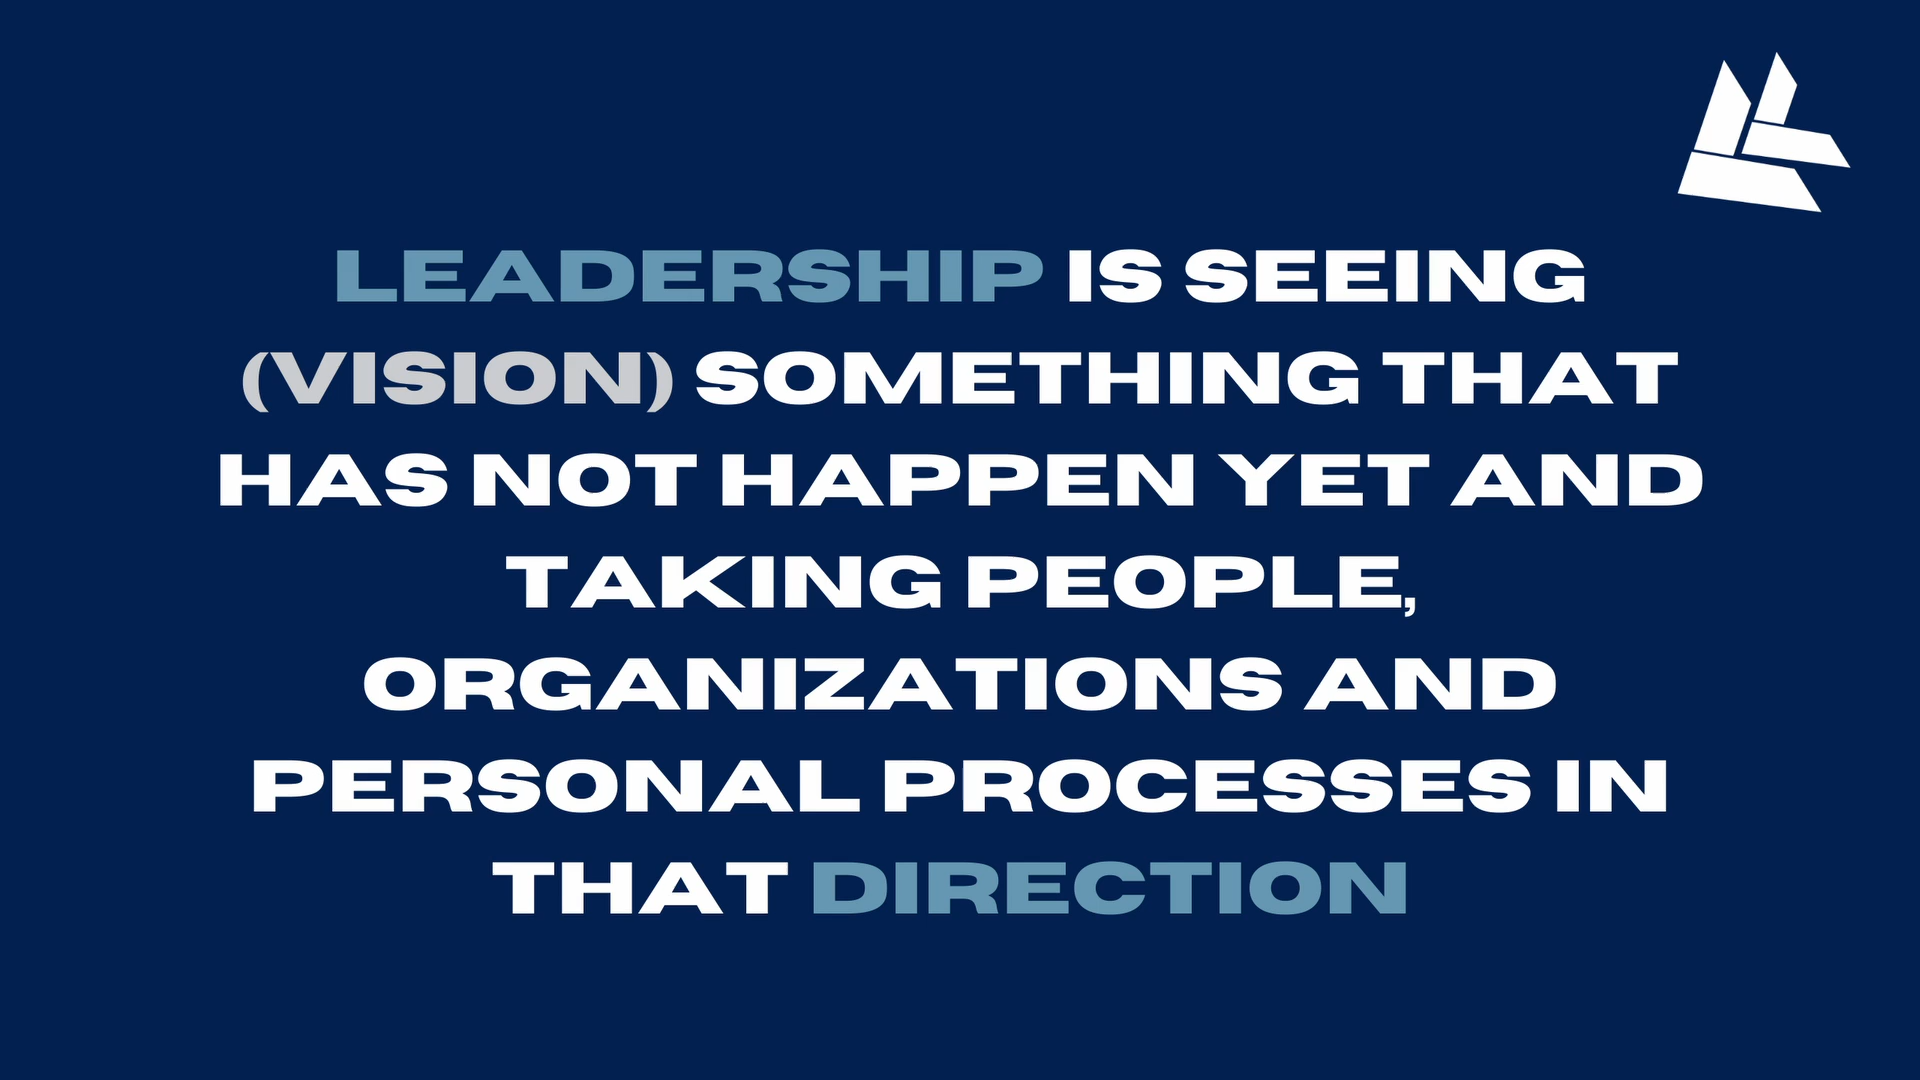 LEADERSHIP IS SEEING
(VISION) SOMETHING THAT
HAS NOT HAPPEN YET AND
TAKING PEOPLE,
ORGANIZATIONS AND
PERSONAL PROCESSES IN
THAT DIRECTION